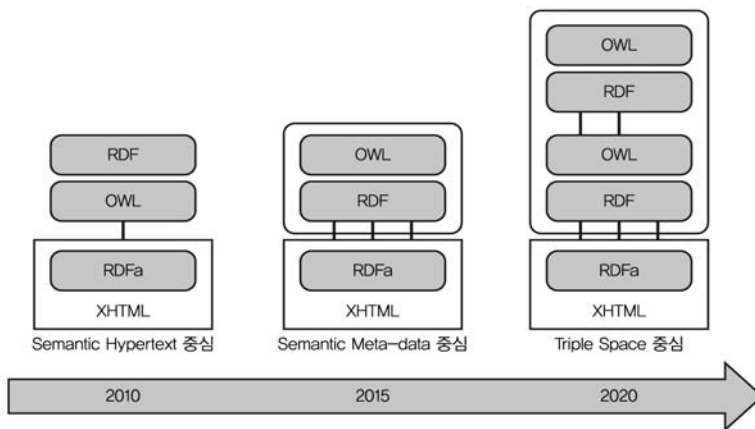 RDF
OWL
RDFa
XHTML
Semantic Hypertext 중심
OWL
RDF
RDFa
XHTML
Semantic Meta-data 중심
OWL
RDF
OWL
RDF
RDFa
XHTML
Triple Space 중심
2010
2015
2020